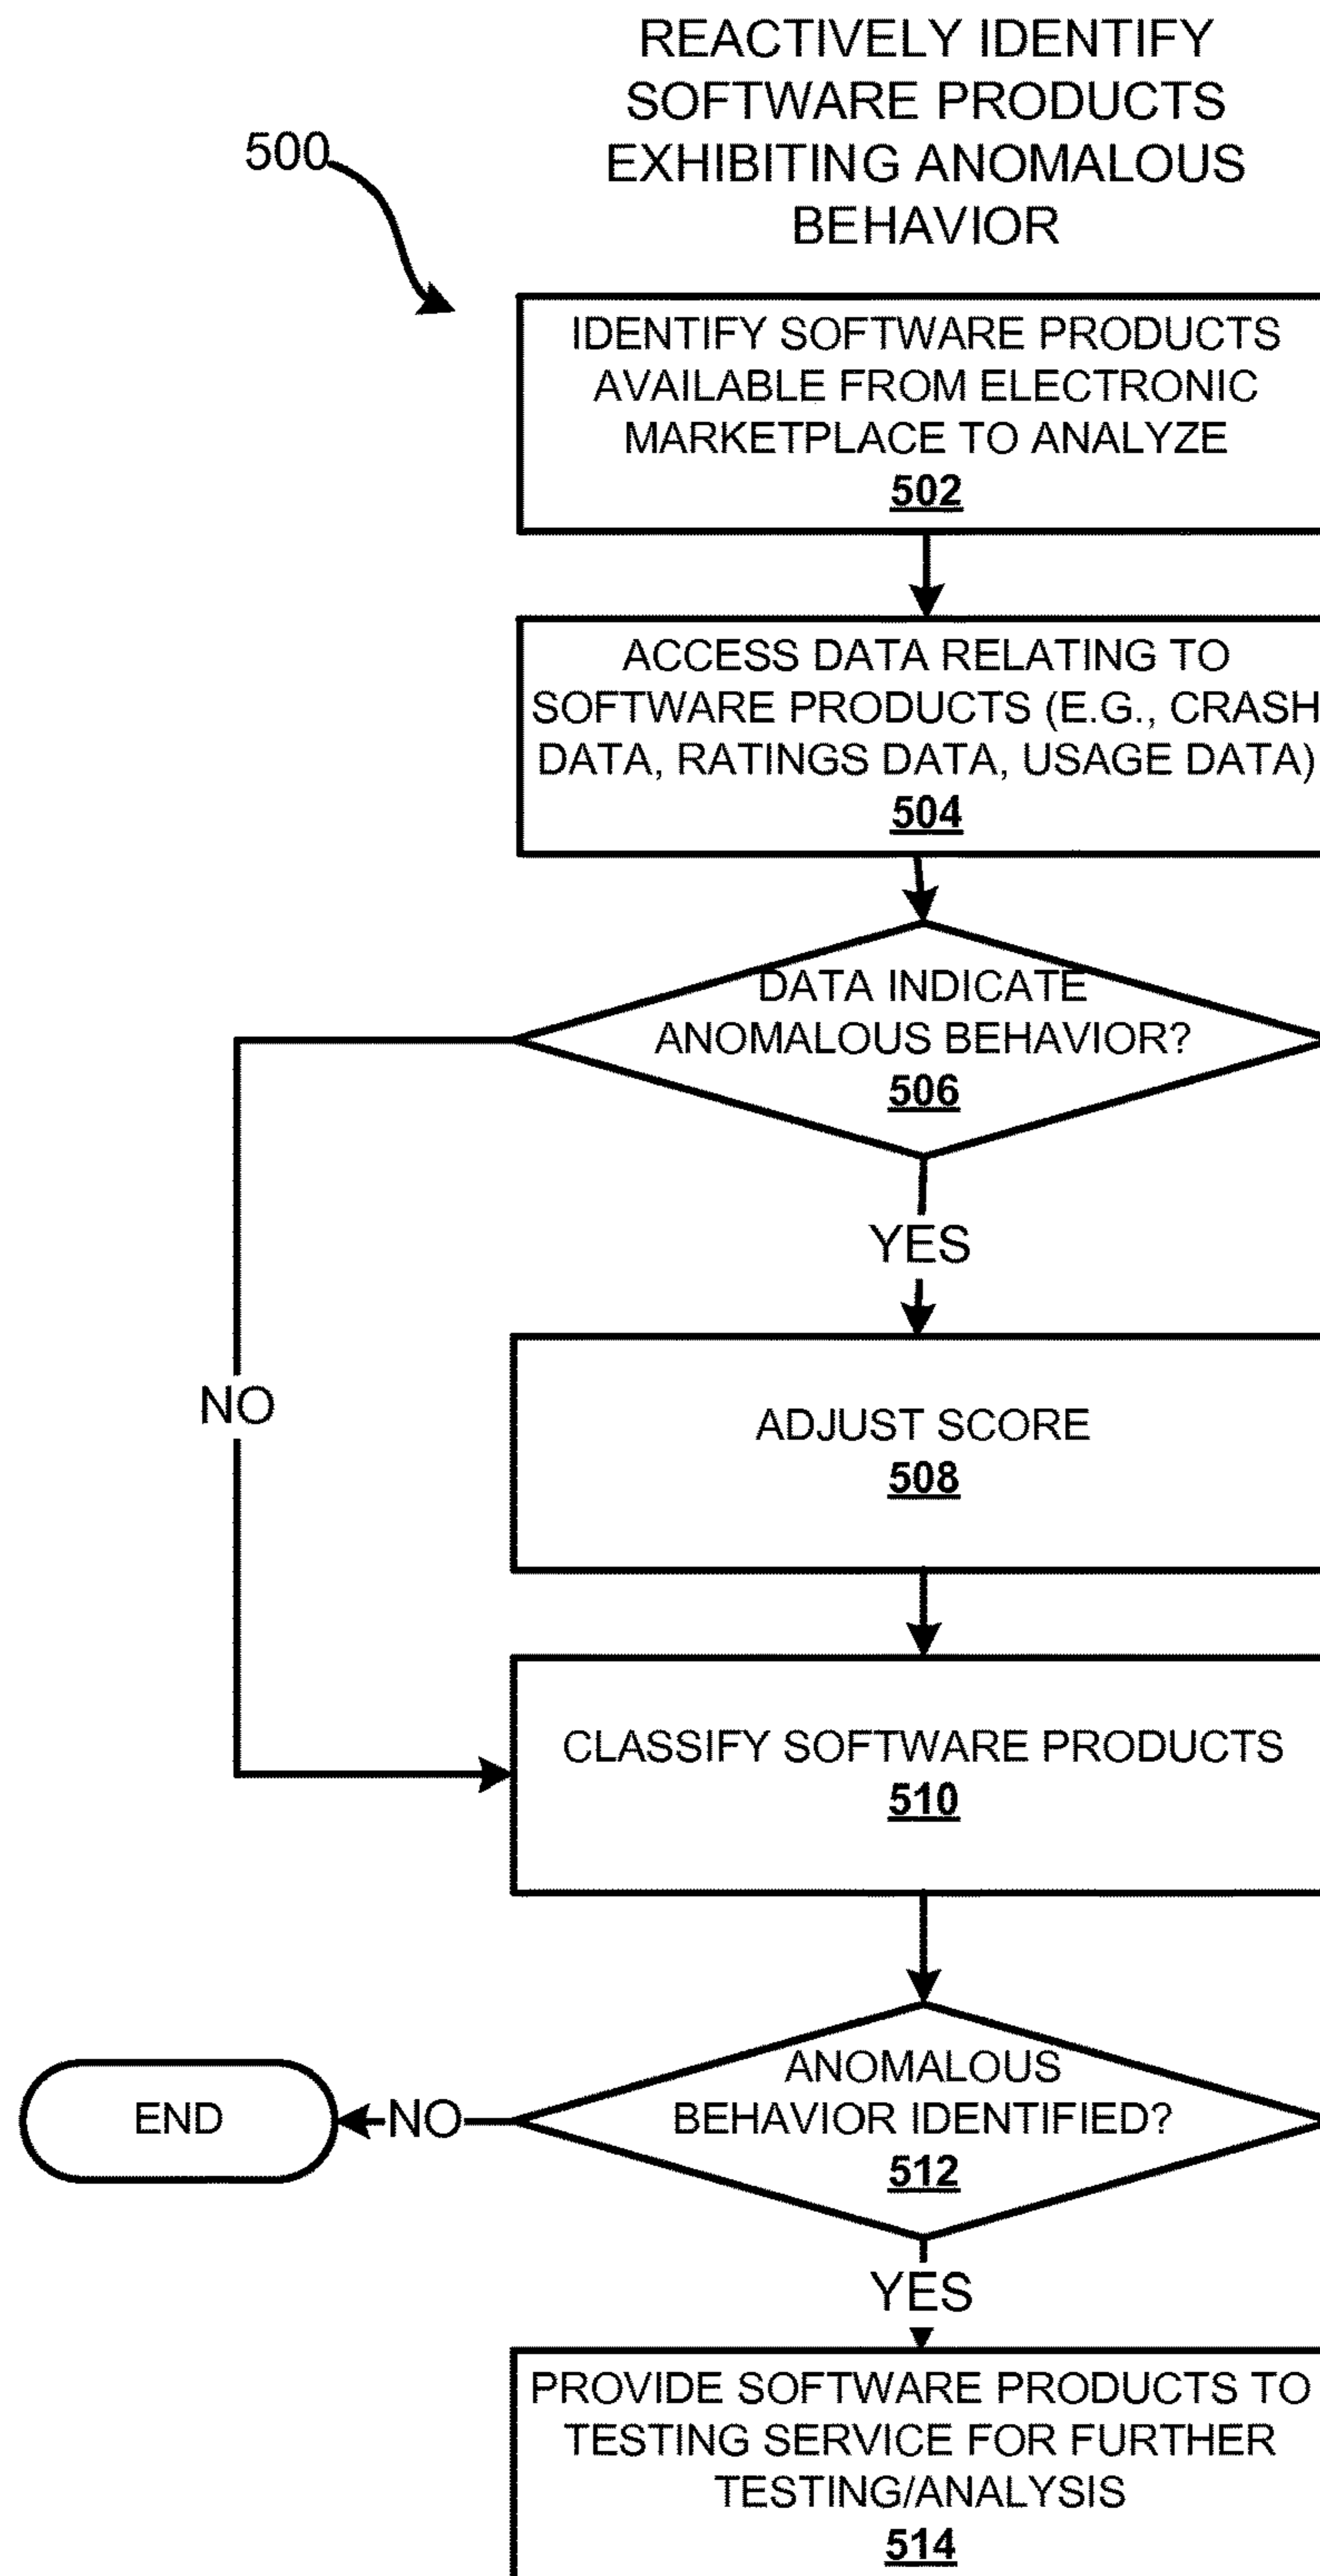 REACTIVELY IDENTIFY
SOFTWARE PRODUCTS
EXHIBITING ANOMALOUS
BEHAVIOR
500
IDENTIFY SOFTWARE PRODUCTS
AVAILABLE FROM ELECTRONIC
MARKETPLACE TO ANALYZE
502
ACCESS DATA RELATING TO
SOFTWARE PRODUCTS (E.G., CRASH
DATA, RATINGS DATA, USAGE DATA)
504
DATA INDICATE
ANOMALOUS BEHAVIOR?
506
YES
NO
ADJUST SCORE
508
CLASSIFY SOFTWARE PRODUCTS
510
ANOMALOUS
BEHAVIOR IDENTIFIED?
512
NO
END
YES
PROVIDE SOFTWARE PRODUCTS TO
TESTING SERVICE FOR FURTHER
TESTING/ANALYSIS
514